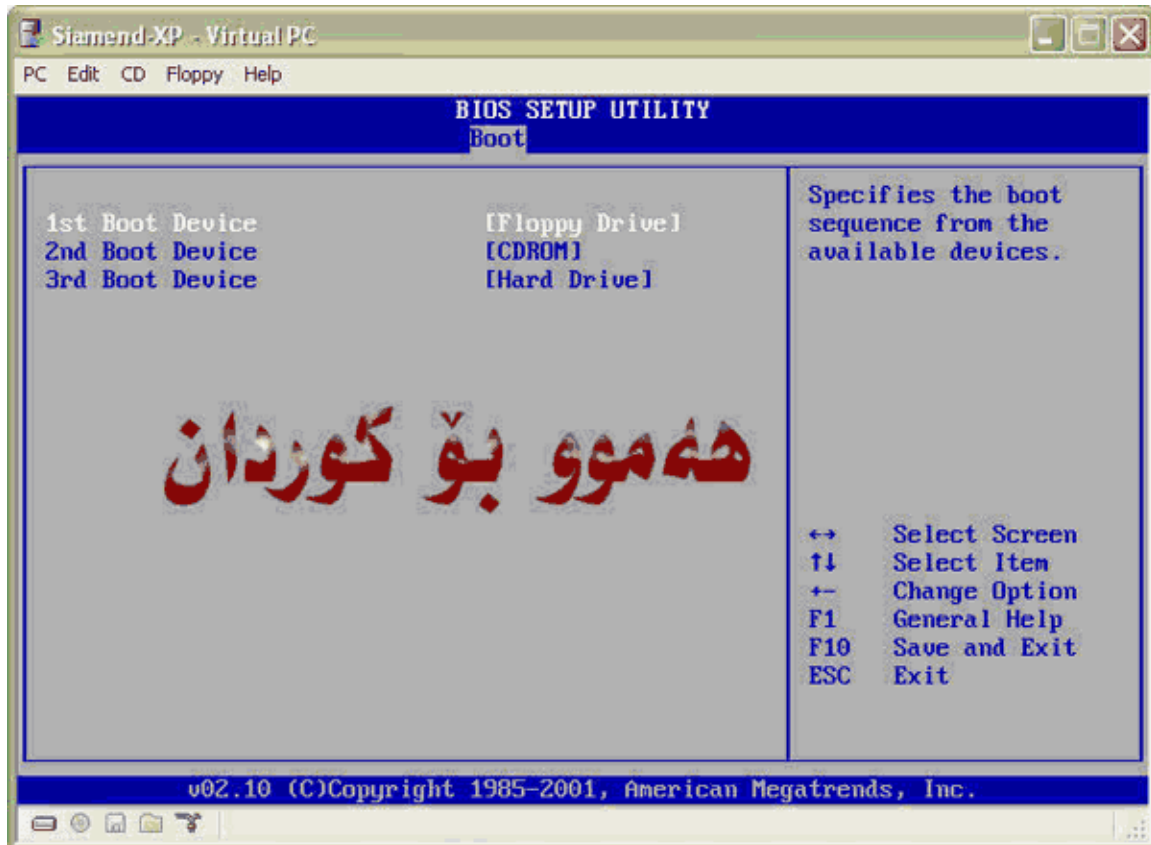 Siamend-XP - Virtual PC
PC Edit CD Floppy Help
BIOS SETUP UTILITY
Boot
1st Boot Device [Floppy Drive]
2nd Boot Device [CDROM]
3rd Boot Device [Hard Drive]
Specifies the boot
sequence from the
available devices.
هەموو بۆ كوردان
↔ Select Screen
↑↓ Select Item
+- Change Option
F1 General Help
F10 Save and Exit
ESC Exit
v02.10 (C)Copyright 1985-2001, American Megatrends, Inc.